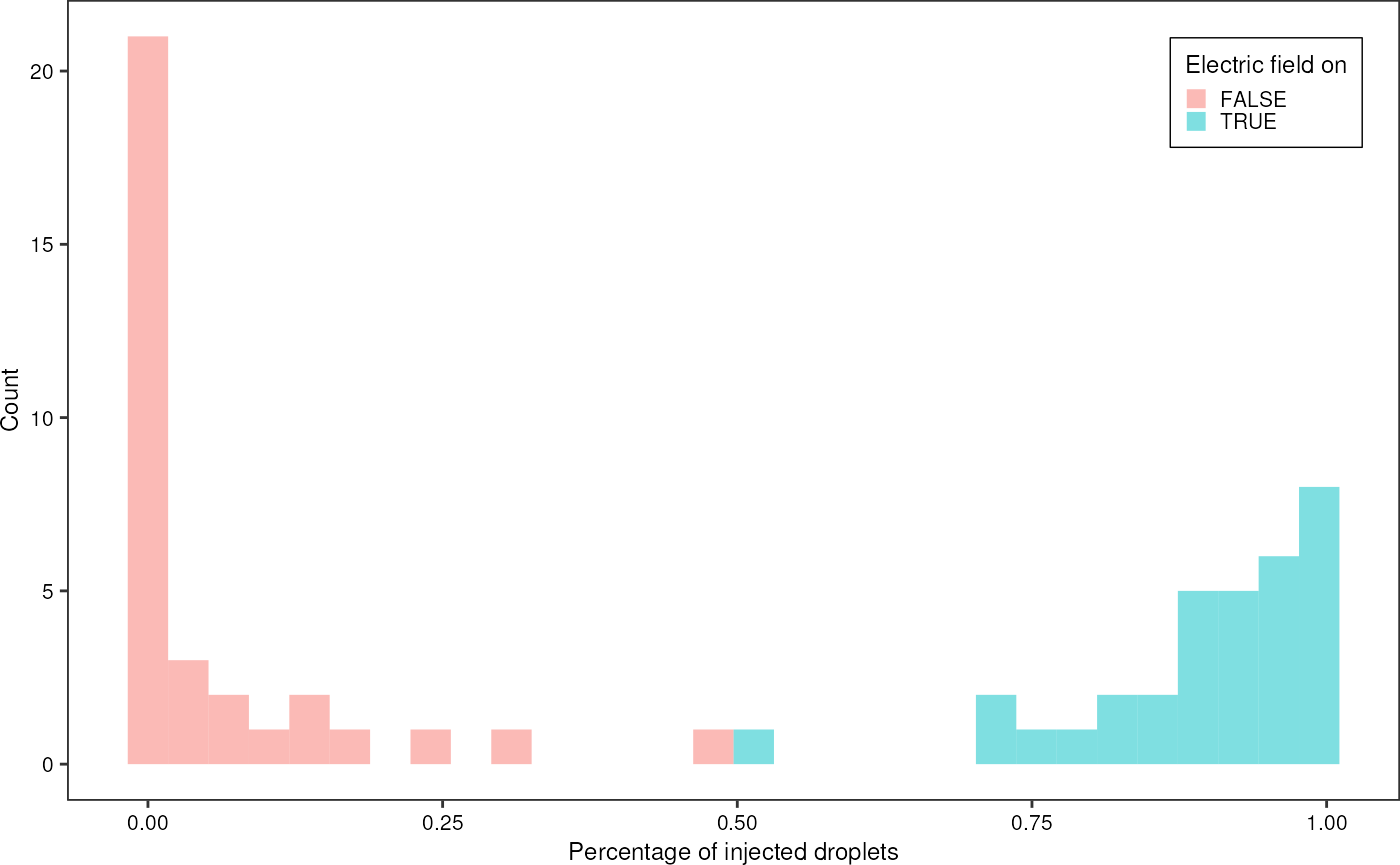 Electric field on
FALSE
TRUE
Count
20
15
10
5
0
0.00 0.25 0.50 0.75 1.00
Percentage of injected droplets